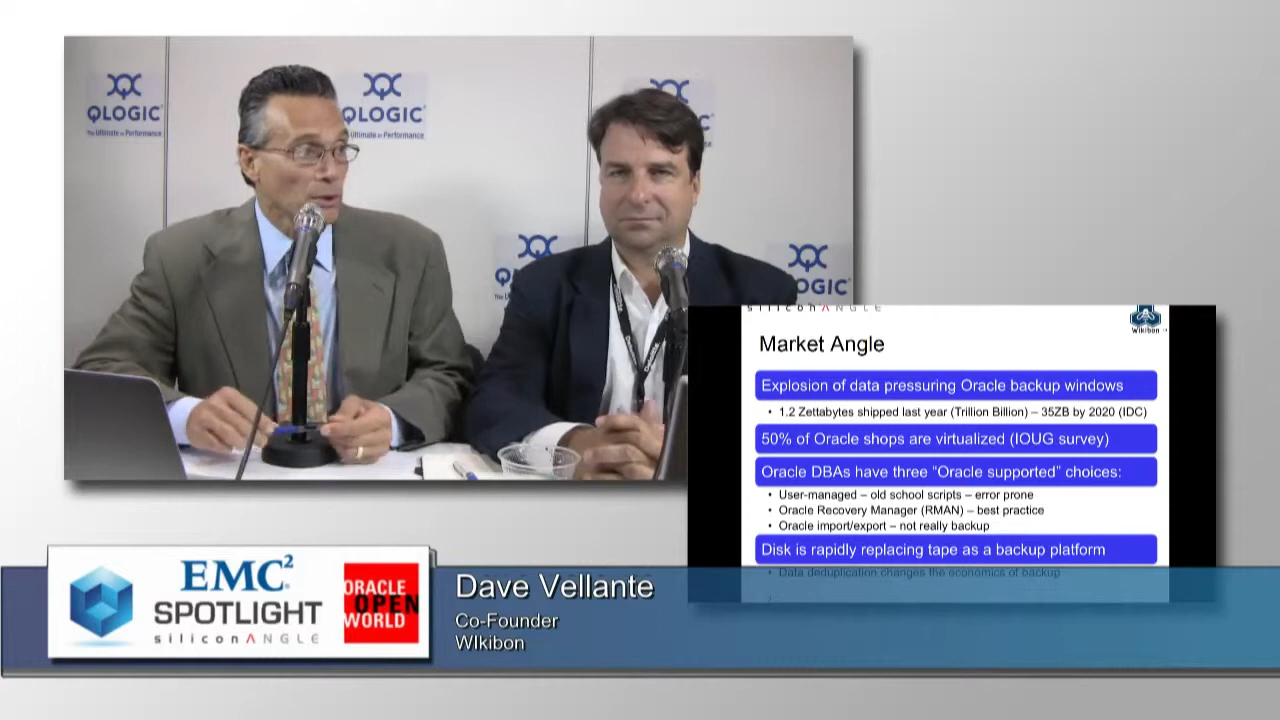 QLOGIC
The Ultimate in Performance
QLOGIC
Ultimate in Performance
OGIC
siliconANGLE
Wikibon
Market Angle
Explosion of data pressuring Oracle backup windows
• 1.2 Zettabytes shipped last year (Trillion Billion) – 35ZB by 2020 (IDC)
50% of Oracle shops are virtualized (IOUG survey)
Oracle DBAs have three "Oracle supported" choices:
• User-managed – old school scripts – error prone
• Oracle Recovery Manager (RMAN) – best practice
• Oracle import/export – not really backup
Disk is rapidly replacing tape as a backup platform
• Data deduplication changes the economics of backup
EMC²
SPOTLIGHT
siliconANGLE
ORACLE
OPEN
WORLD
Dave Vellante
Co-Founder
WIkibon